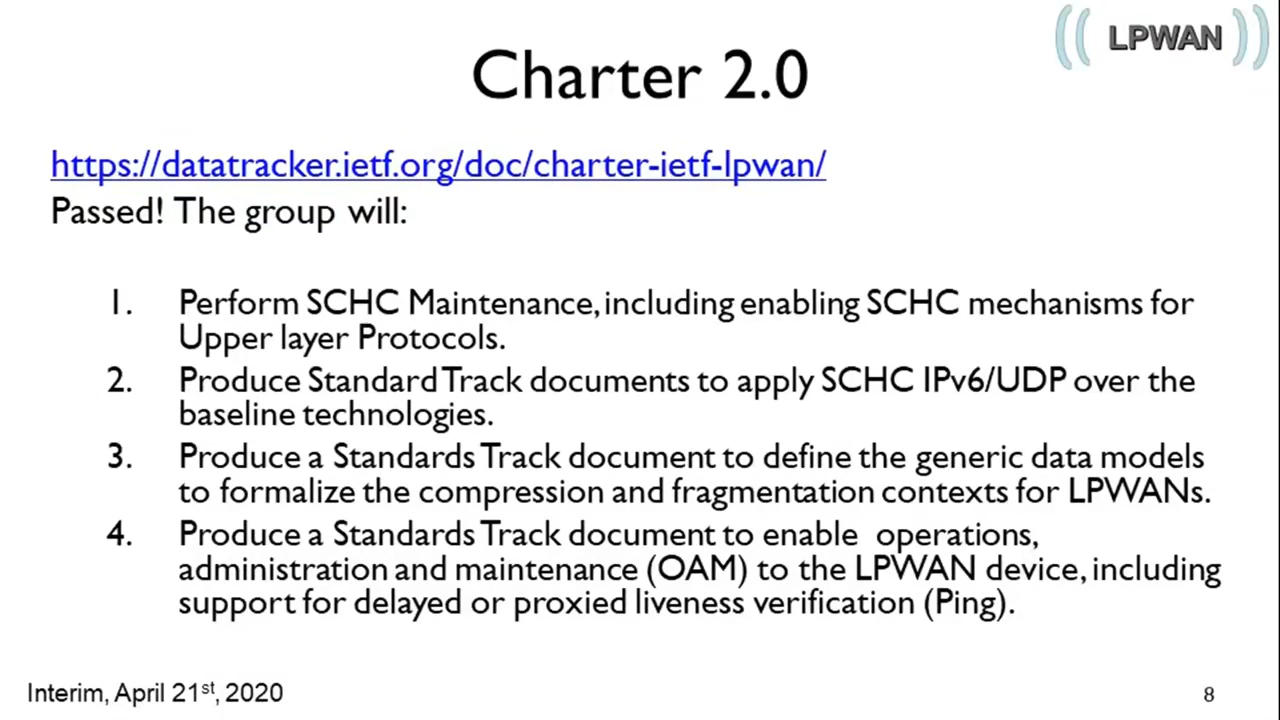 LPWAN
Charter 2.0
https://datatracker.ietf.org/doc/charter-ietf-lpwan/
Passed! The group will:
1. Perform SCHC Maintenance, including enabling SCHC mechanisms for
Upper layer Protocols.
2. Produce Standard Track documents to apply SCHC IPv6/UDP over the
baseline technologies.
3. Produce a Standards Track document to define the generic data models
to formalize the compression and fragmentation contexts for LPWANs.
4. Produce a Standards Track document to enable operations,
administration and maintenance (OAM) to the LPWAN device, including
support for delayed or proxied liveness verification (Ping).
Interim, April 21st, 2020
8